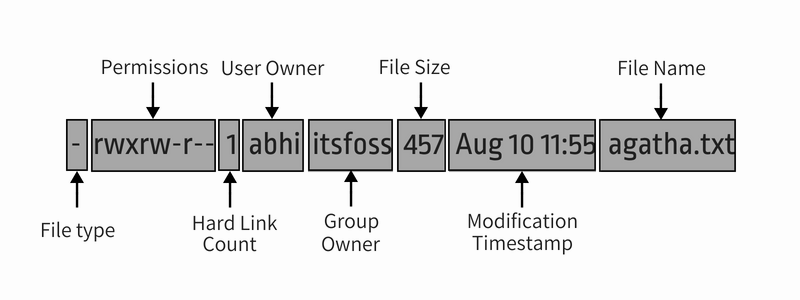 Permissions User Owner File Size File Name
- rwxrw-r-- 1 abhi itsfoss 457 Aug 10 11:55 agatha.txt
File type Hard Link Count Group Owner Modification Timestamp